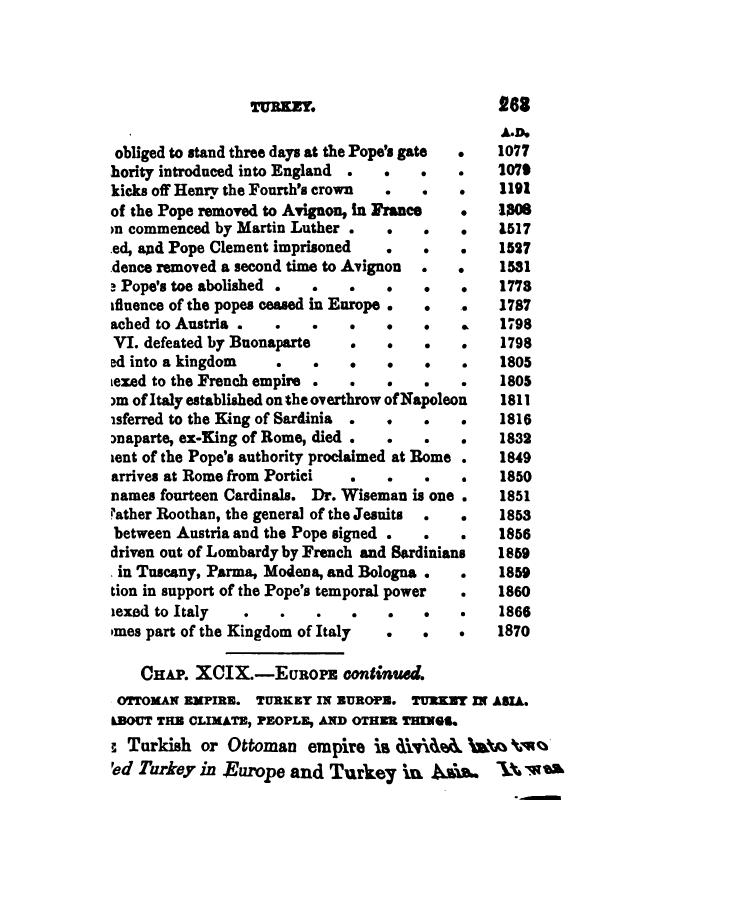 TURKEY. 263
A.D.
obliged to stand three days at the Pope's gate . 1077
hority introduced into England . . . . 1079
kicks off Henry the Fourth's crown . . . 1191
of the Pope removed to Avignon, in France . 1308
n commenced by Martin Luther . . . . 1517
ed, and Pope Clement imprisoned . . . 1527
dence removed a second time to Avignon . . 1531
Pope's toe abolished . . . . . . 1773
nfluence of the popes ceased in Europe . . . 1787
ached to Austria . . . . . . . 1798
VI. defeated by Buonaparte . . . . 1798
ed into a kingdom . . . . . . 1805
nexed to the French empire . . . . . 1805
om of Italy established on the overthrow of Napoleon 1811
nsferred to the King of Sardinia . . . . 1816
onaparte, ex-King of Rome, died . . . . 1832
ent of the Pope's authority proclaimed at Rome . 1849
arrives at Rome from Portici . . . . 1850
names fourteen Cardinals. Dr. Wiseman is one . 1851
Father Roothan, the general of the Jesuits . . 1853
between Austria and the Pope signed . . . 1856
driven out of Lombardy by French and Sardinians 1859
in Tuscany, Parma, Modena, and Bologna . . 1859
tion in support of the Pope's temporal power . 1860
nexed to Italy . . . . . . . 1866
omes part of the Kingdom of Italy . . . 1870
CHAP. XCIX.—EUROPE continued.
OTTOMAN EMPIRE. TURKEY IN EUROPE. TURKEY IN ASIA.
ABOUT THE CLIMATE, PEOPLE, AND OTHER THINGS.
Turkish or Ottoman empire is divided into two
ed Turkey in Europe and Turkey in Asia. It was